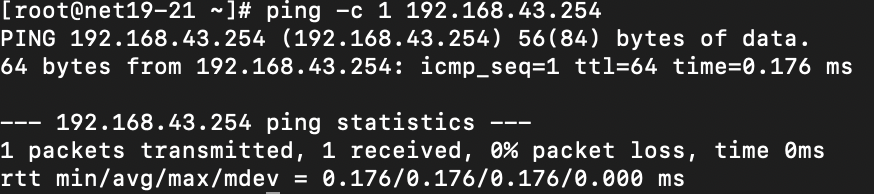 [root@net19-21 ~]# ping -c 1 192.168.43.254
PING 192.168.43.254 (192.168.43.254) 56(84) bytes of data.
64 bytes from 192.168.43.254: icmp_seq=1 ttl=64 time=0.176 ms
--- 192.168.43.254 ping statistics ---
1 packets transmitted, 1 received, 0% packet loss, time 0ms
rtt min/avg/max/mdev = 0.176/0.176/0.176/0.000 ms